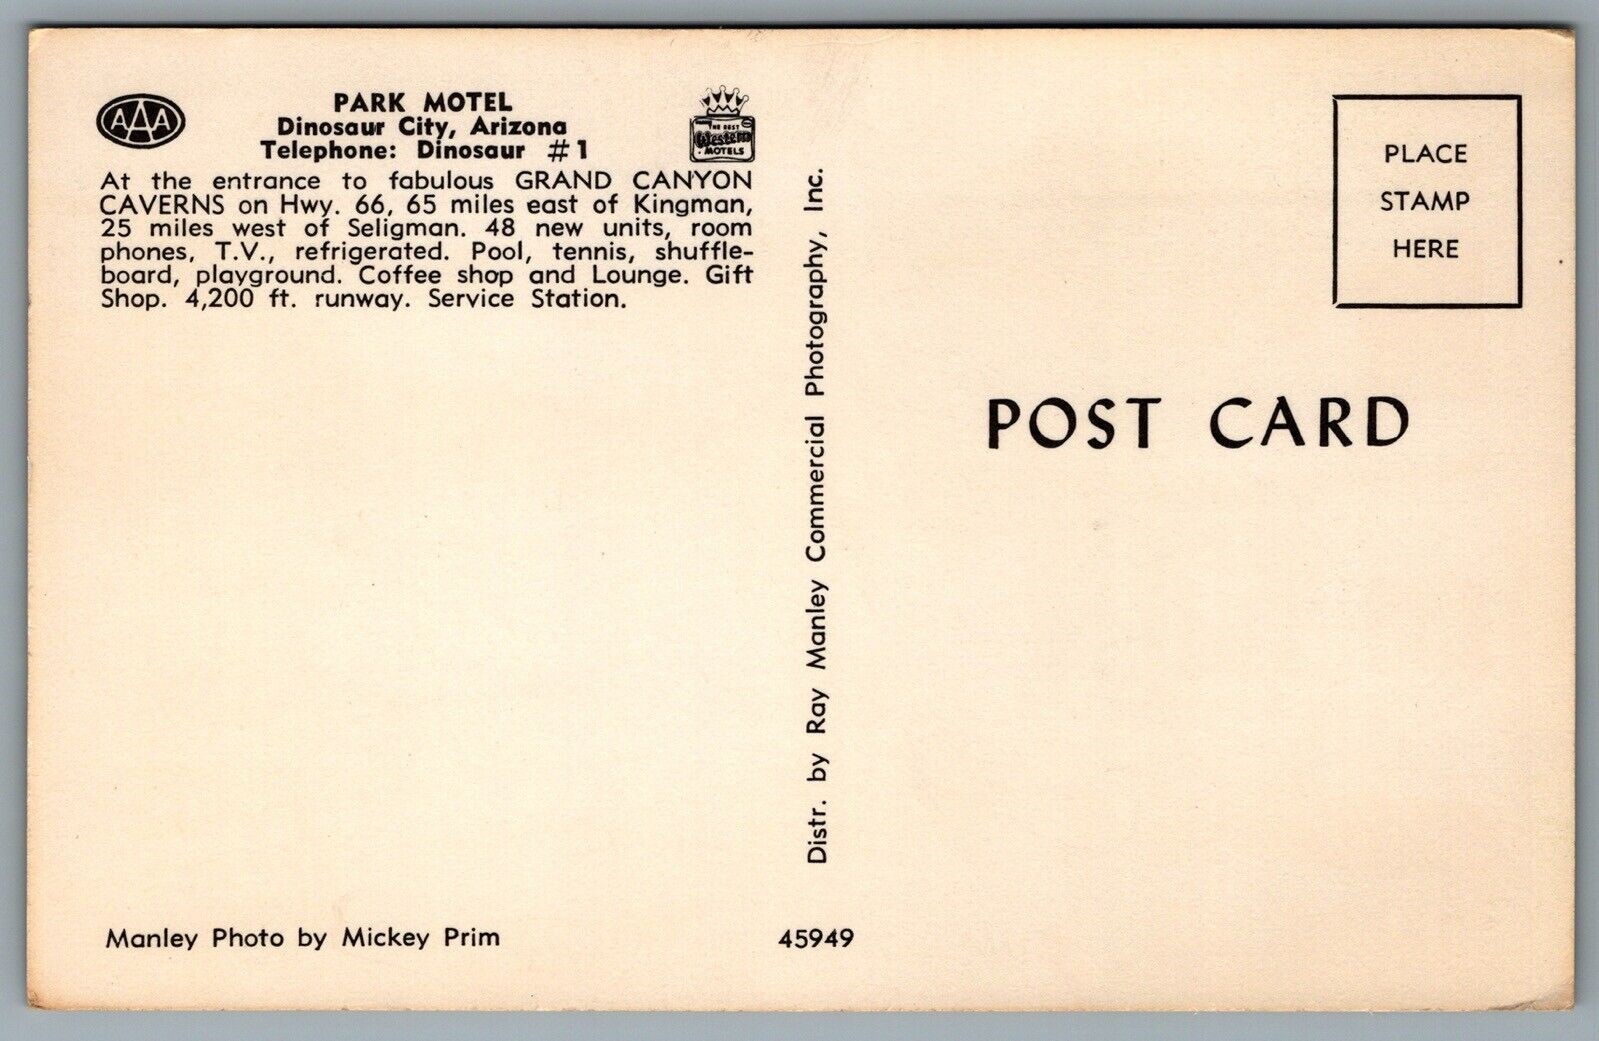 AAA
PARK MOTEL
Dinosaur City, Arizona
Telephone: Dinosaur #1
THE BEST
Western
MOTELS
At the entrance to fabulous GRAND CANYON
CAVERNS on Hwy. 66, 65 miles east of Kingman,
25 miles west of Seligman. 48 new units, room
phones, T.V., refrigerated. Pool, tennis, shuffle-
board, playground. Coffee shop and Lounge. Gift
Shop. 4,200 ft. runway. Service Station.
Manley Photo by Mickey Prim
Distr. by Ray Manley Commercial Photography, Inc.
45949
PLACE
STAMP
HERE
POST CARD